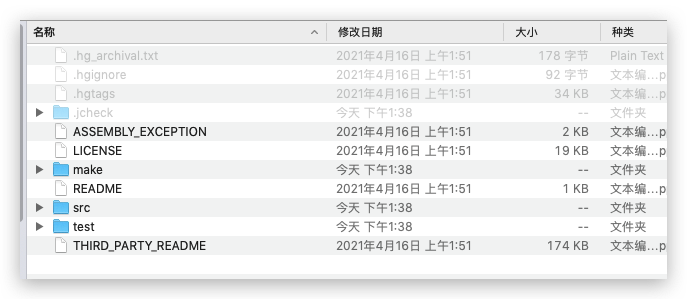 名称 修改日期 大小 种类
.hg_archival.txt 2021年4月16日 上午1:51 178 字节 Plain Text
.hgignore 2021年4月16日 上午1:51 92 字节 文本编...p
.hgtags 2021年4月16日 上午1:51 34 KB 文本编...p
.jcheck 今天 下午1:38 -- 文件夹
ASSEMBLY_EXCEPTION 2021年4月16日 上午1:51 2 KB 文本编...p
LICENSE 2021年4月16日 上午1:51 19 KB 文本编...p
make 今天 下午1:38 -- 文件夹
README 2021年4月16日 上午1:51 1 KB 文本编...p
src 今天 下午1:38 -- 文件夹
test 今天 下午1:38 -- 文件夹
THIRD_PARTY_README 2021年4月16日 上午1:51 174 KB 文本编...p